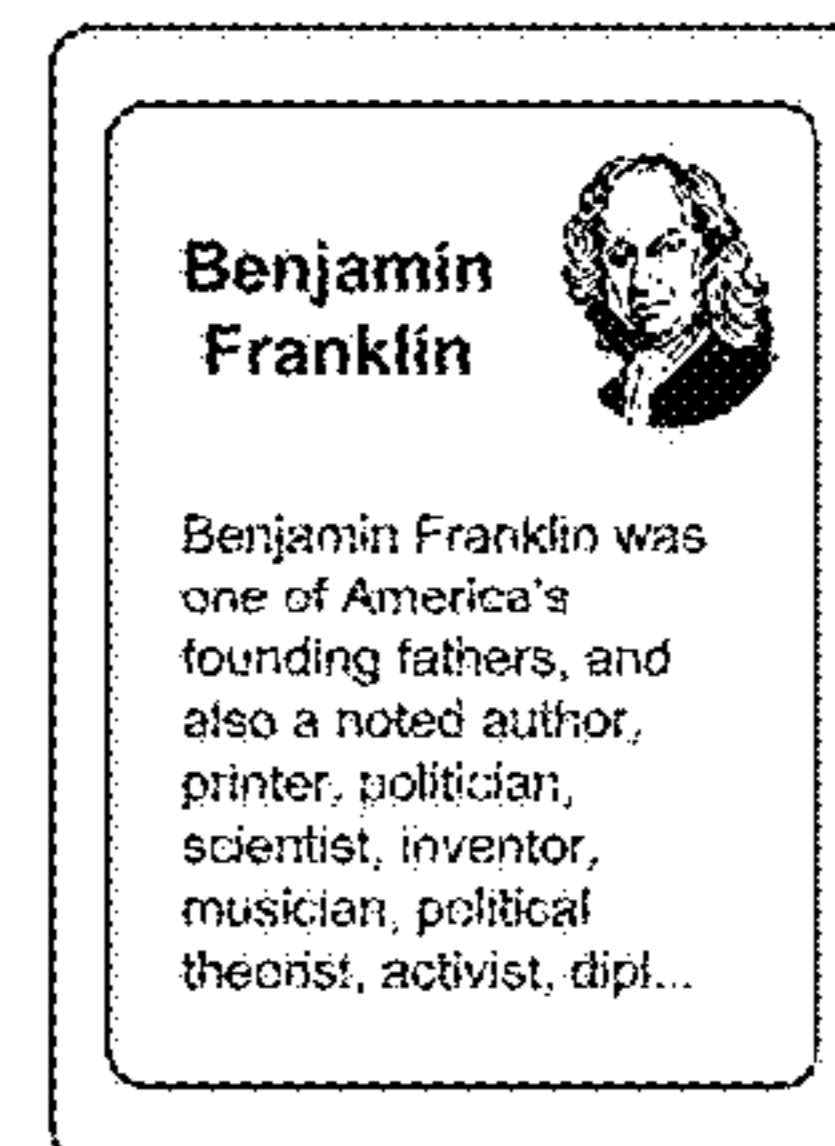 Benjamin
Franklin
Benjamin Franklin was
one of America's
founding fathers, and
also a noted author,
printer, politician,
scientist, inventor,
musician, political
theorist, activist, dipl...